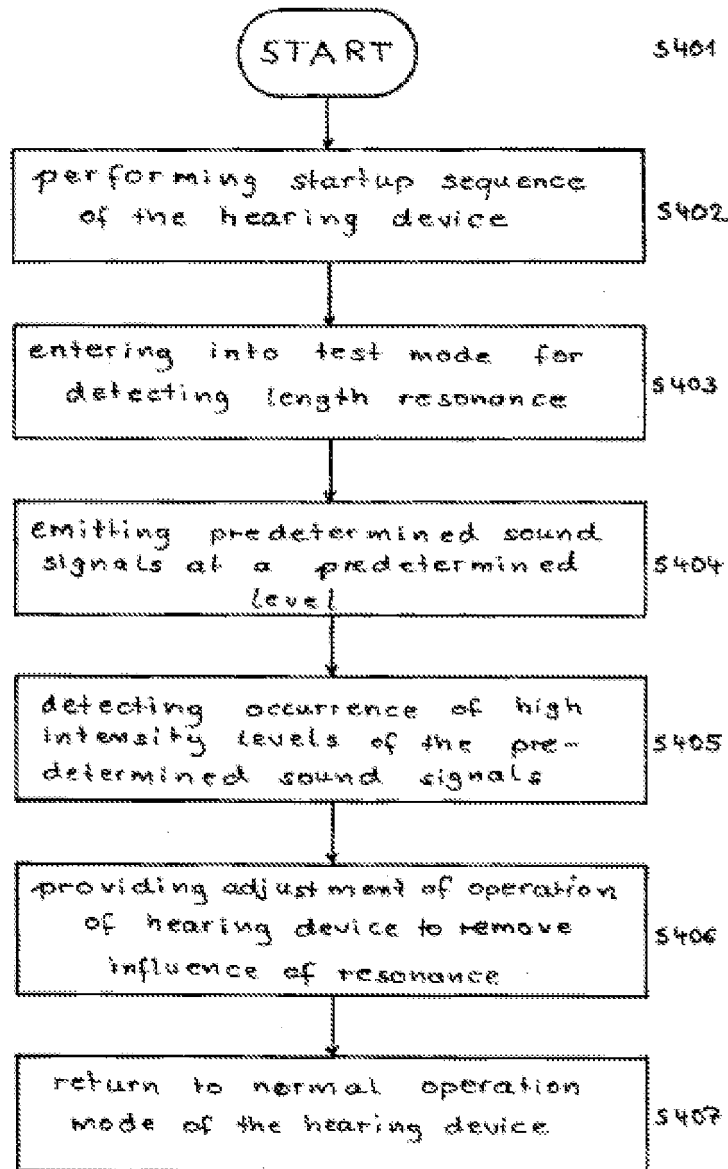 START
S401
performing startup sequence
of the hearing device
S402
entering into test mode for
detecting length resonance
S403
emitting predetermined sound
signals at a predetermined
level
S404
detecting occurrence of high
intensity levels of the pre-
determined sound signals
S405
providing adjustment of operation
of hearing device to remove
influence of resonance
S406
return to normal operation
mode of the hearing device
S407